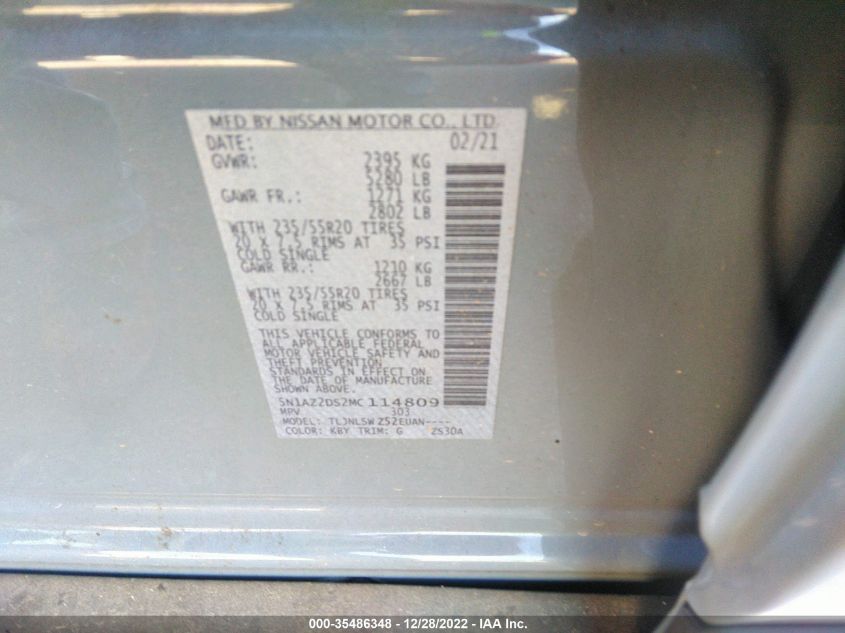 MFD BY NISSAN MOTOR CO., LTD.
DATE: 02/21
GVWR: 2395 KG
5280 LB
GAWR FR.: 1271 KG
2802 LB
WITH 235/55R20 TIRES
20 X 7.5 RIMS AT 35 PSI
COLD SINGLE
GAWR RR.: 1210 KG
2667 LB
WITH 235/55R20 TIRES
20 X 7.5 RIMS AT 35 PSI
COLD SINGLE
THIS VEHICLE CONFORMS TO
ALL APPLICABLE FEDERAL
MOTOR VEHICLE SAFETY AND
THEFT PREVENTION
STANDARDS IN EFFECT ON
THE DATE OF MANUFACTURE
SHOWN ABOVE.
5N1AZ2DS2MC114809
MPV 303
MODEL: TLJNLSWZ52EUAN----
COLOR: KBY TRIM: G ZS30A
000-35486348 - 12/28/2022 - IAA Inc.